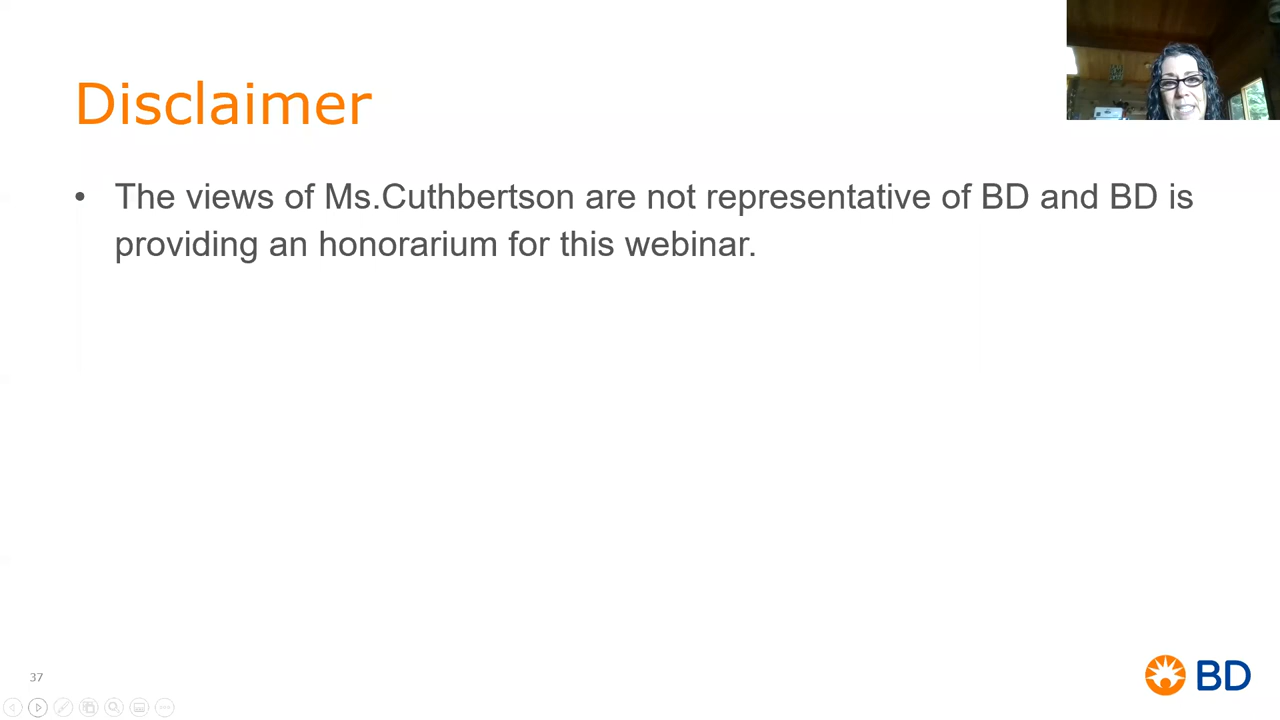 Disclaimer
• The views of Ms.Cuthbertson are not representative of BD and BD is
providing an honorarium for this webinar.
37
BD